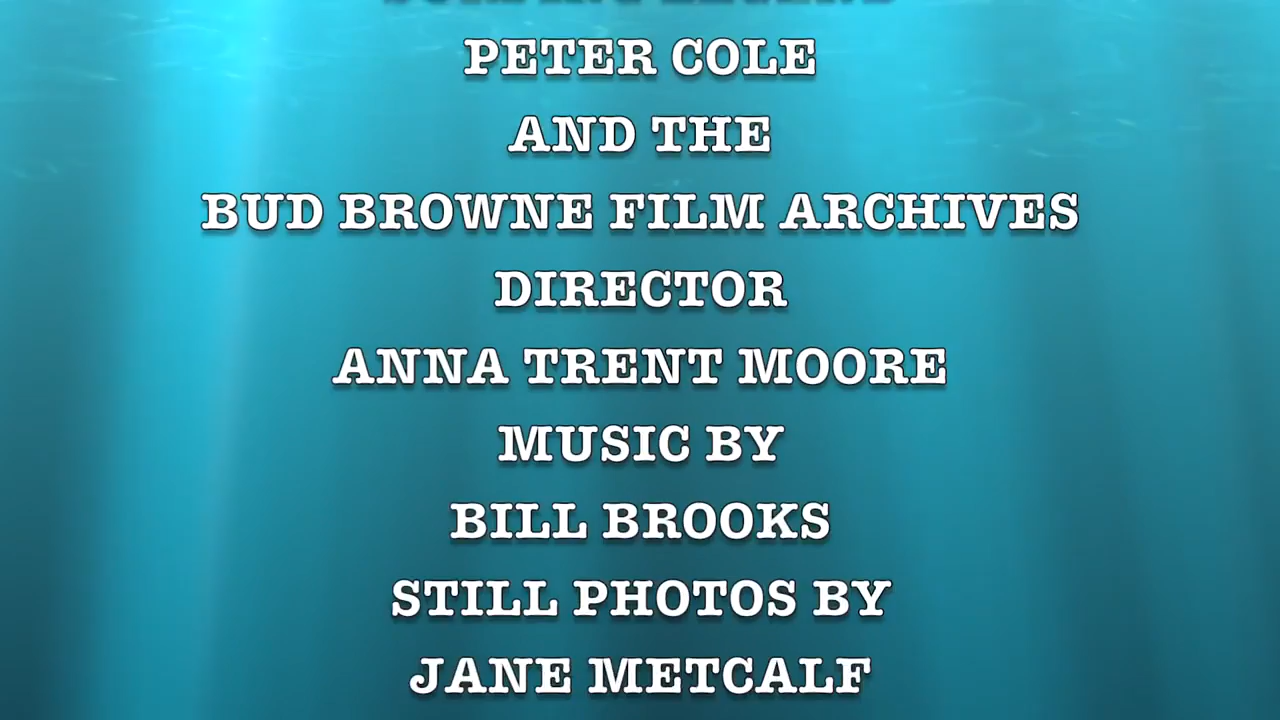 PETER COLE
AND THE
BUD BROWNE FILM ARCHIVES
DIRECTOR
ANNA TRENT MOORE
MUSIC BY
BILL BROOKS
STILL PHOTOS BY
JANE METCALF